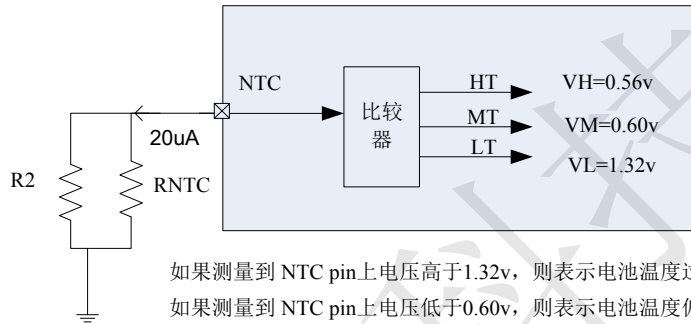 NTC
HT
VH=0.56v
比较
器
MT
VM=0.60v
20uA
LT
VL=1.32v
R2
RNTC
如果测量到 NTC pin上电压高于1.32v，则表示电池温度过
如果测量到 NTC pin上电压低于0.60v，则表示电池温度